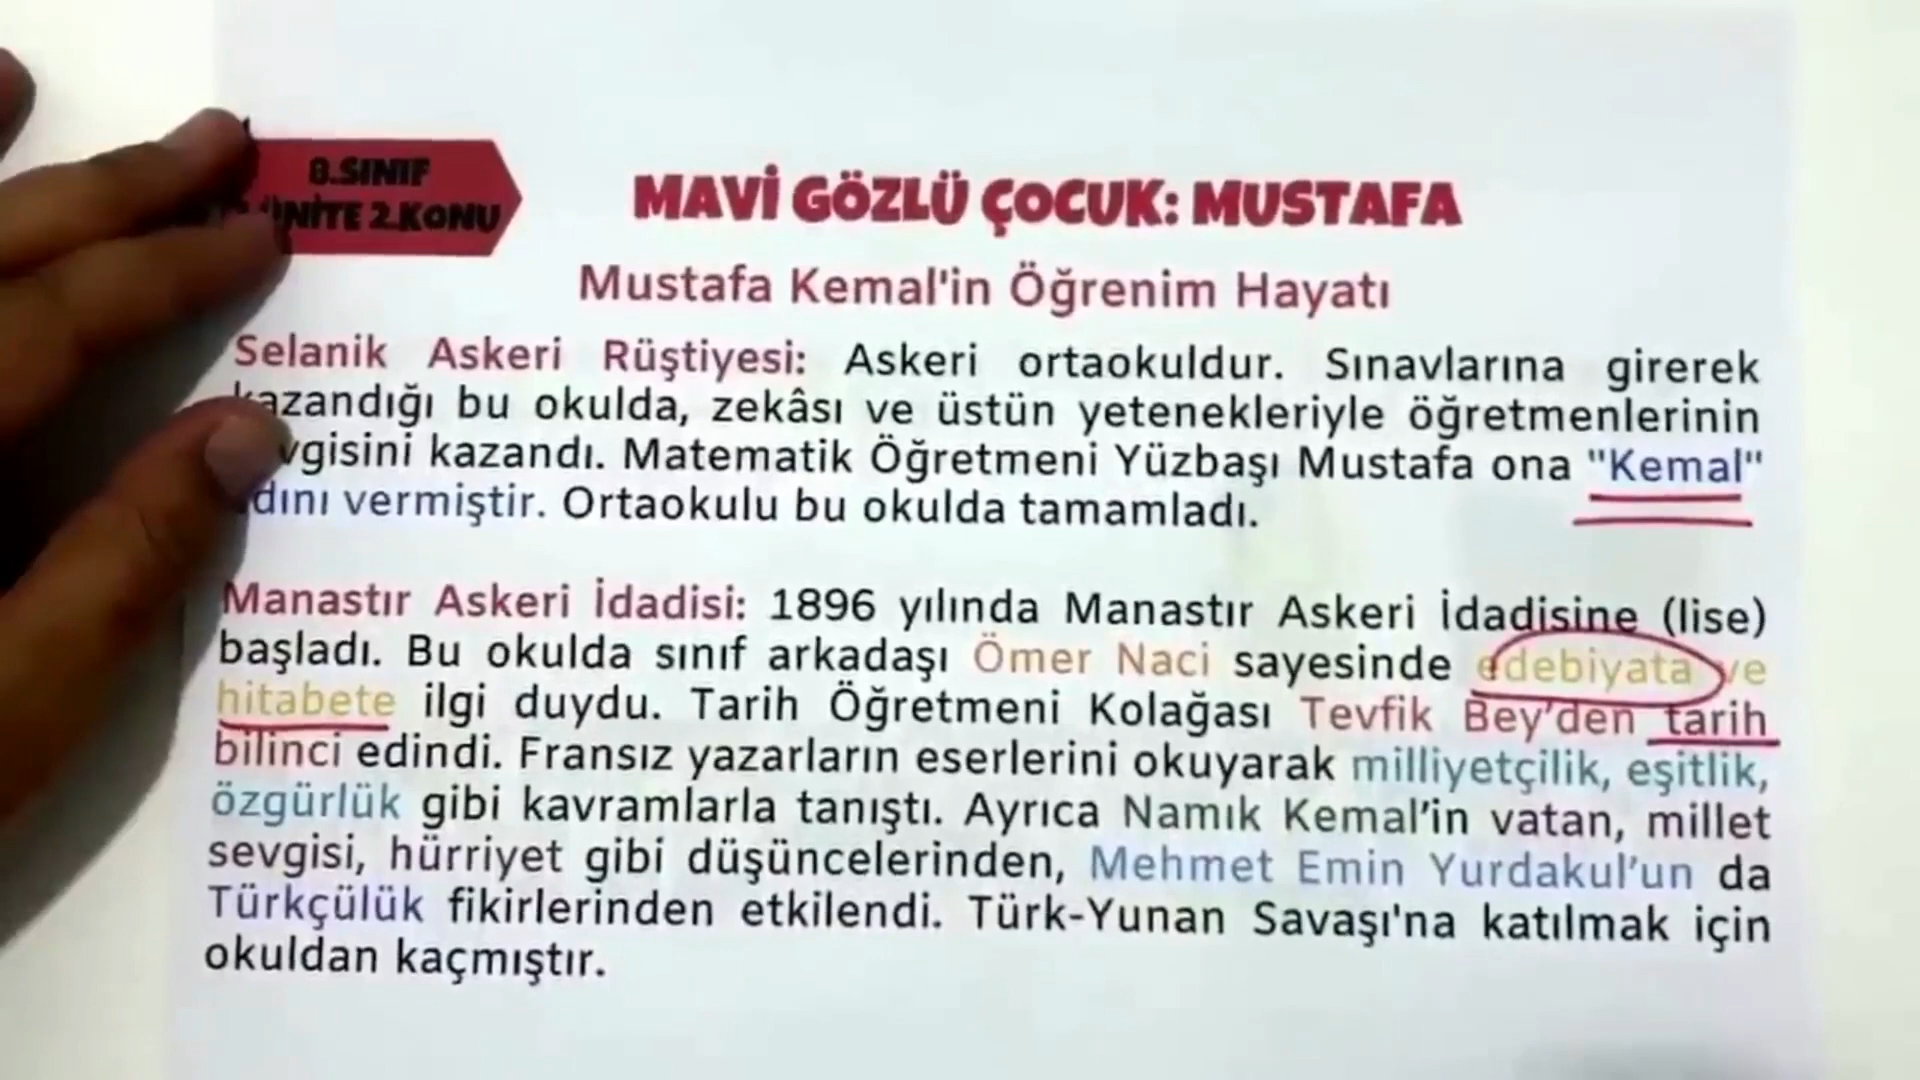 8.SINIF
ÜNİTE 2.KONU
MAVİ GÖZLÜ ÇOCUK: MUSTAFA
Mustafa Kemal'in Öğrenim Hayatı
Selanik Askeri Rüştiyesi: Askeri ortaokuldur. Sınavlarına girerek
kazandığı bu okulda, zekâsı ve üstün yetenekleriyle öğretmenlerinin
vgisini kazandı. Matematik Öğretmeni Yüzbaşı Mustafa ona "Kemal"
dını vermiştir. Ortaokulu bu okulda tamamladı.
Manastır Askeri İdadisi: 1896 yılında Manastır Askeri İdadisine (lise)
başladı. Bu okulda sınıf arkadaşı Ömer Naci sayesinde edebiyata ve
hitabete ilgi duydu. Tarih Öğretmeni Kolağası Tevfik Bey’den tarih
bilinci edindi. Fransız yazarların eserlerini okuyarak milliyetçilik, eşitlik,
özgürlük gibi kavramlarla tanıştı. Ayrıca Namık Kemal’in vatan, millet
sevgisi, hürriyet gibi düşüncelerinden, Mehmet Emin Yurdakul’un da
Türkçülük fikirlerinden etkilendi. Türk-Yunan Savaşı'na katılmak için
okuldan kaçmıştır.